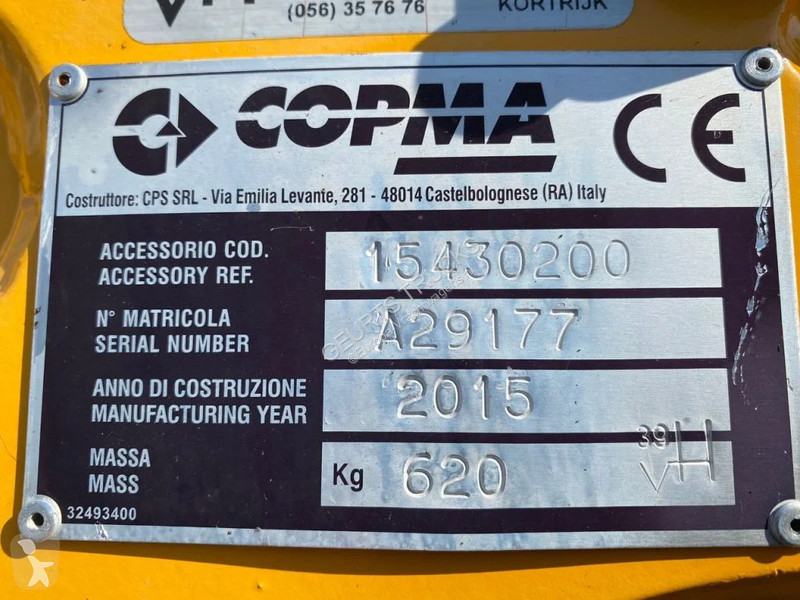 (056) 35 76 76
KORTRIJK
COPMA CE
Costruttore: CPS SRL - Via Emilia Levante, 281 - 48014 Castelbolognese (RA) Italy
ACCESSORIO COD.
ACCESSORY REF.
15430200
N° MATRICOLA
SERIAL NUMBER
A29177
ANNO DI COSTRUZIONE
MANUFACTURING YEAR
2015
MASSA
MASS
Kg 620
39
VH
32493400